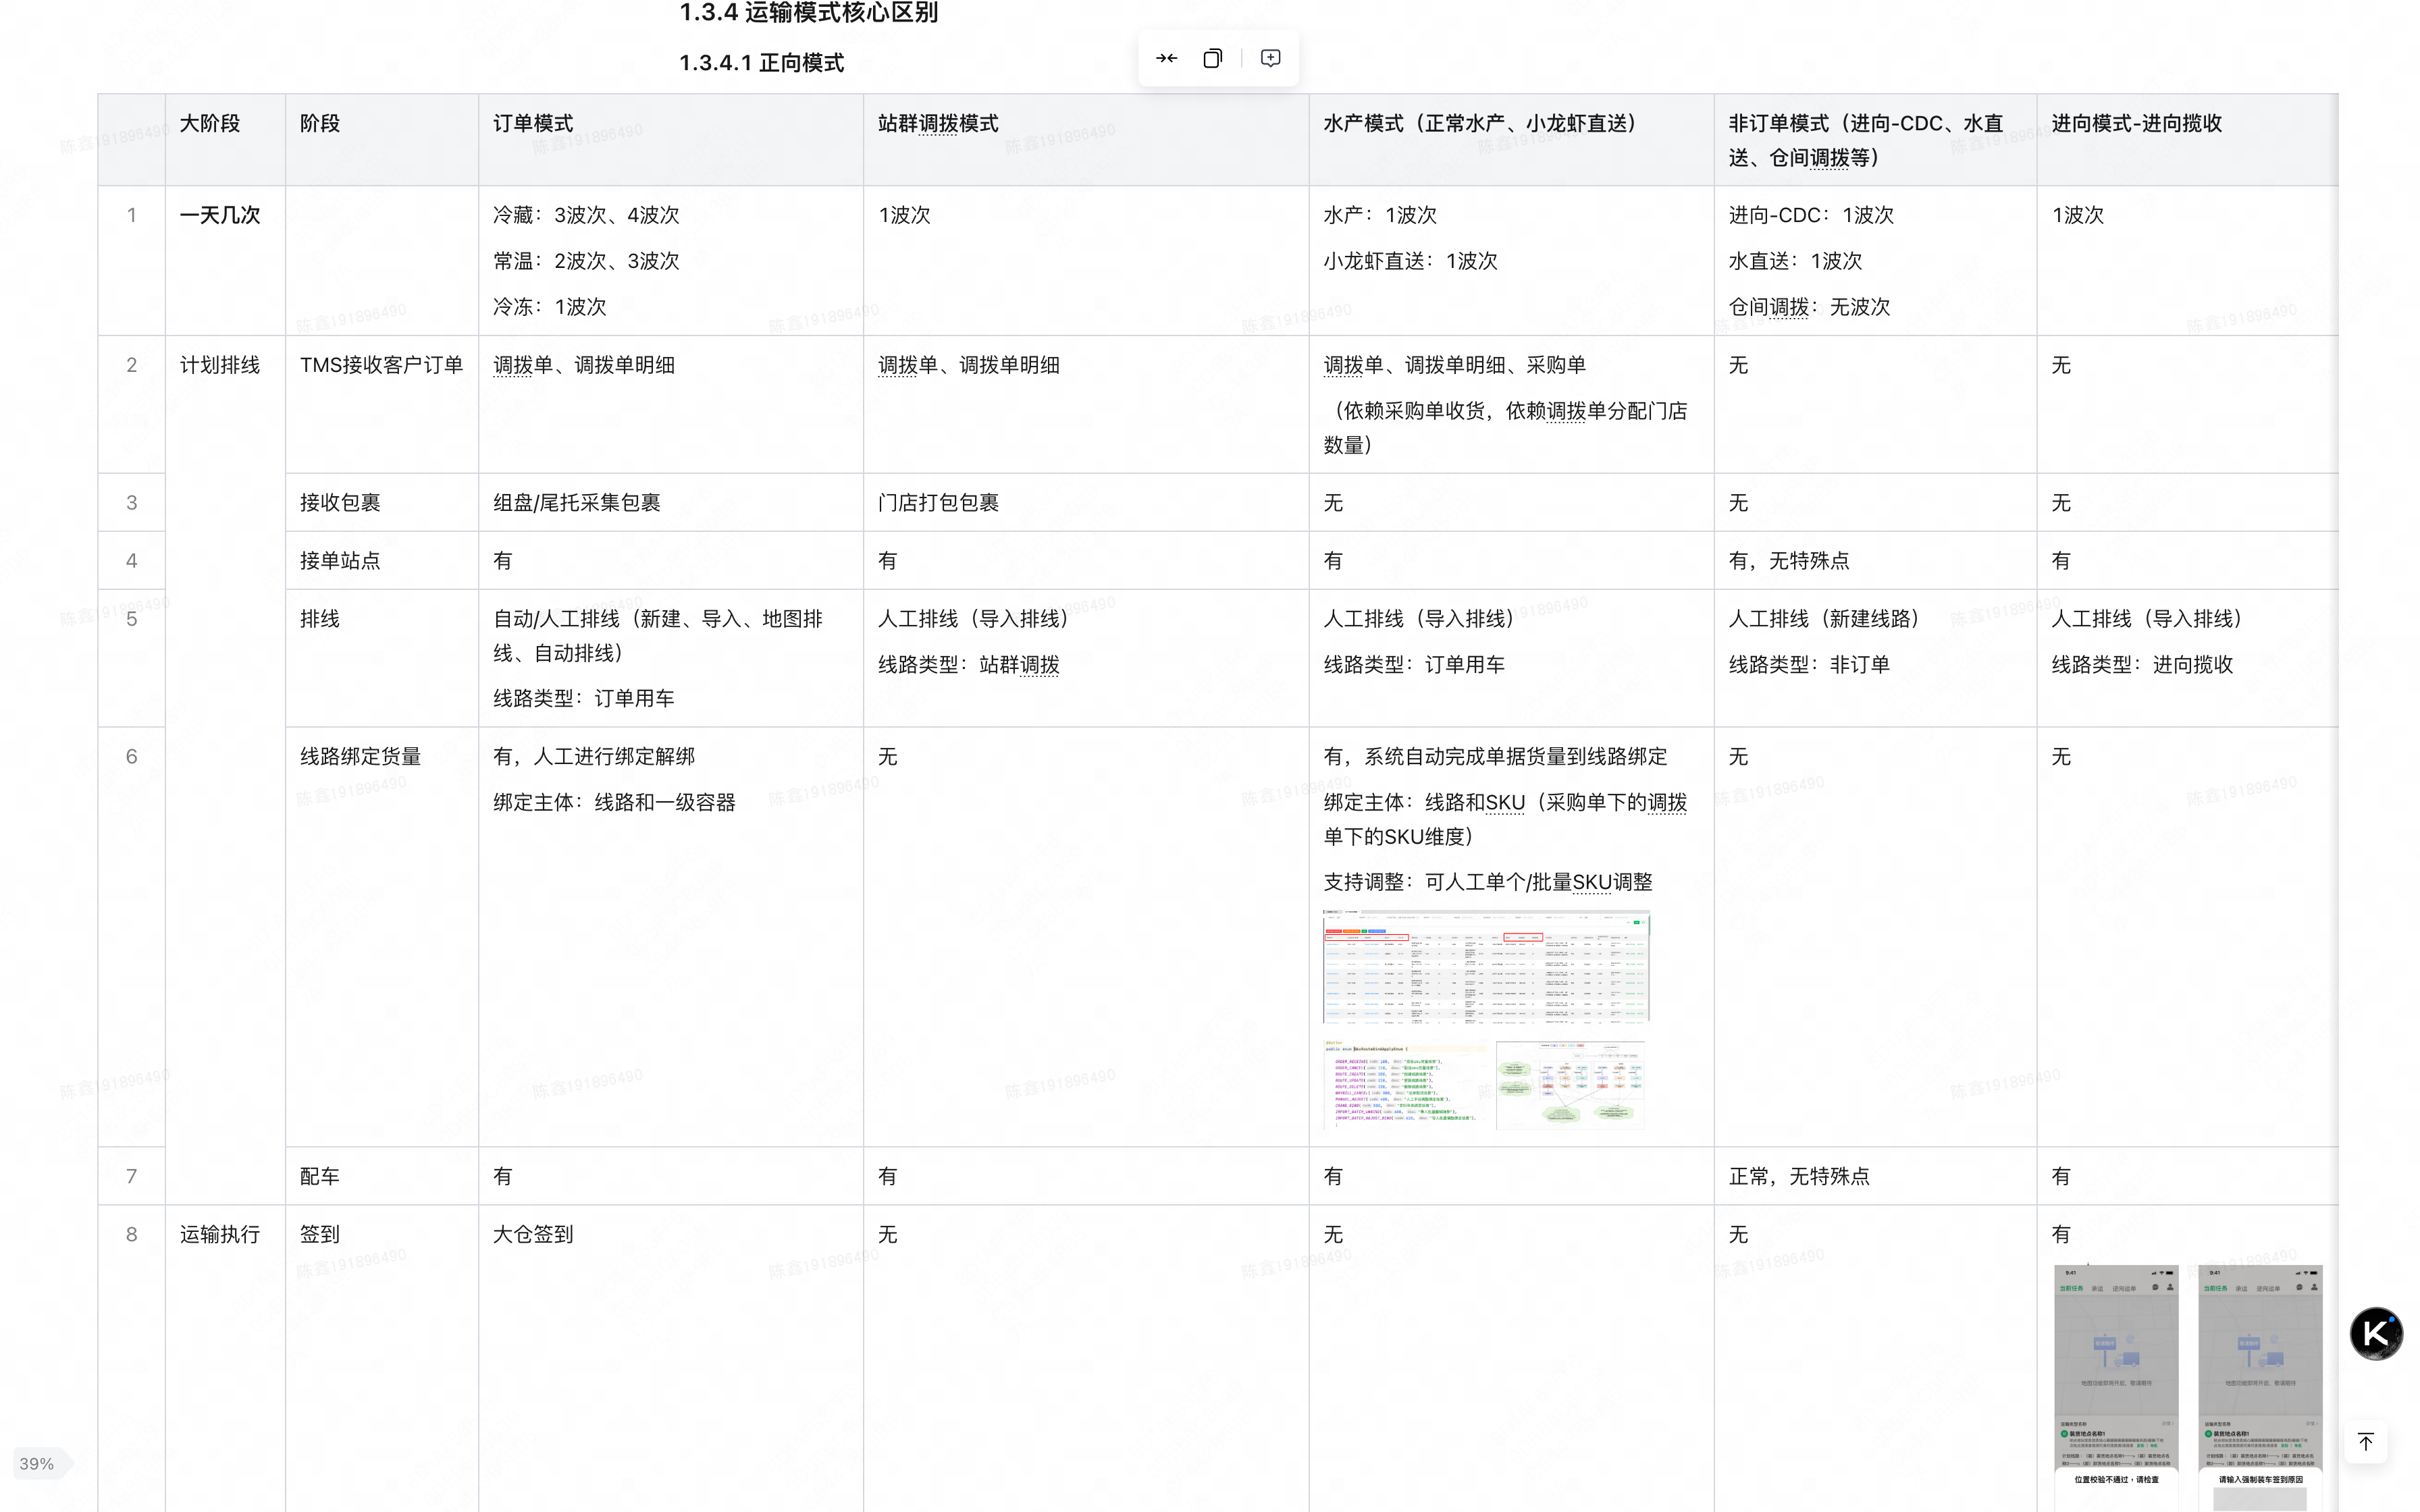 1.3.4 运输模式核心区别
1.3.4.1 正向模式
大阶段
阶段
订单模式
站群调拨模式
水产模式（正常水产、小龙虾直送）
非订单模式（进向-CDC、水直
送、仓间调拨等）
进向模式-进向揽收
1
一天几次
冷藏：3波次、4波次
常温：2波次、3波次
冷冻：1波次
1波次
水产：1波次
小龙虾直送：1波次
进向-CDC：1波次
水直送：1波次
仓间调拨：无波次
1波次
2
计划排线
TMS接收客户订单
调拨单、调拨单明细
调拨单、调拨单明细
调拨单、调拨单明细、采购单
（依赖采购单收货，依赖调拨单分配门店
数量）
无
无
3
接收包裹
组盘/尾托采集包裹
门店打包包裹
无
无
无
4
接单站点
有
有
有
有，无特殊点
有
5
排线
自动/人工排线（新建、导入、地图排
线、自动排线）
线路类型：订单用车
人工排线（导入排线）
线路类型：站群调拨
人工排线（导入排线）
线路类型：订单用车
人工排线（新建线路）
线路类型：非订单
人工排线（导入排线）
线路类型：进向揽收
6
线路绑定货量
有，人工进行绑定解绑
绑定主体：线路和一级容器
无
有，系统自动完成单据货量到线路绑定
绑定主体：线路和SKU（采购单下的调拨
单下的SKU维度）
支持调整：可人工单个/批量SKU调整
无
无
7
配车
有
有
有
正常，无特殊点
有
8
运输执行
签到
大仓签到
无
无
无
有
9:41
当前任务
位置校验不通过，请检查
9:41
当前任务
请输入强制装车签到原因
39%
K
陈鑫191896490